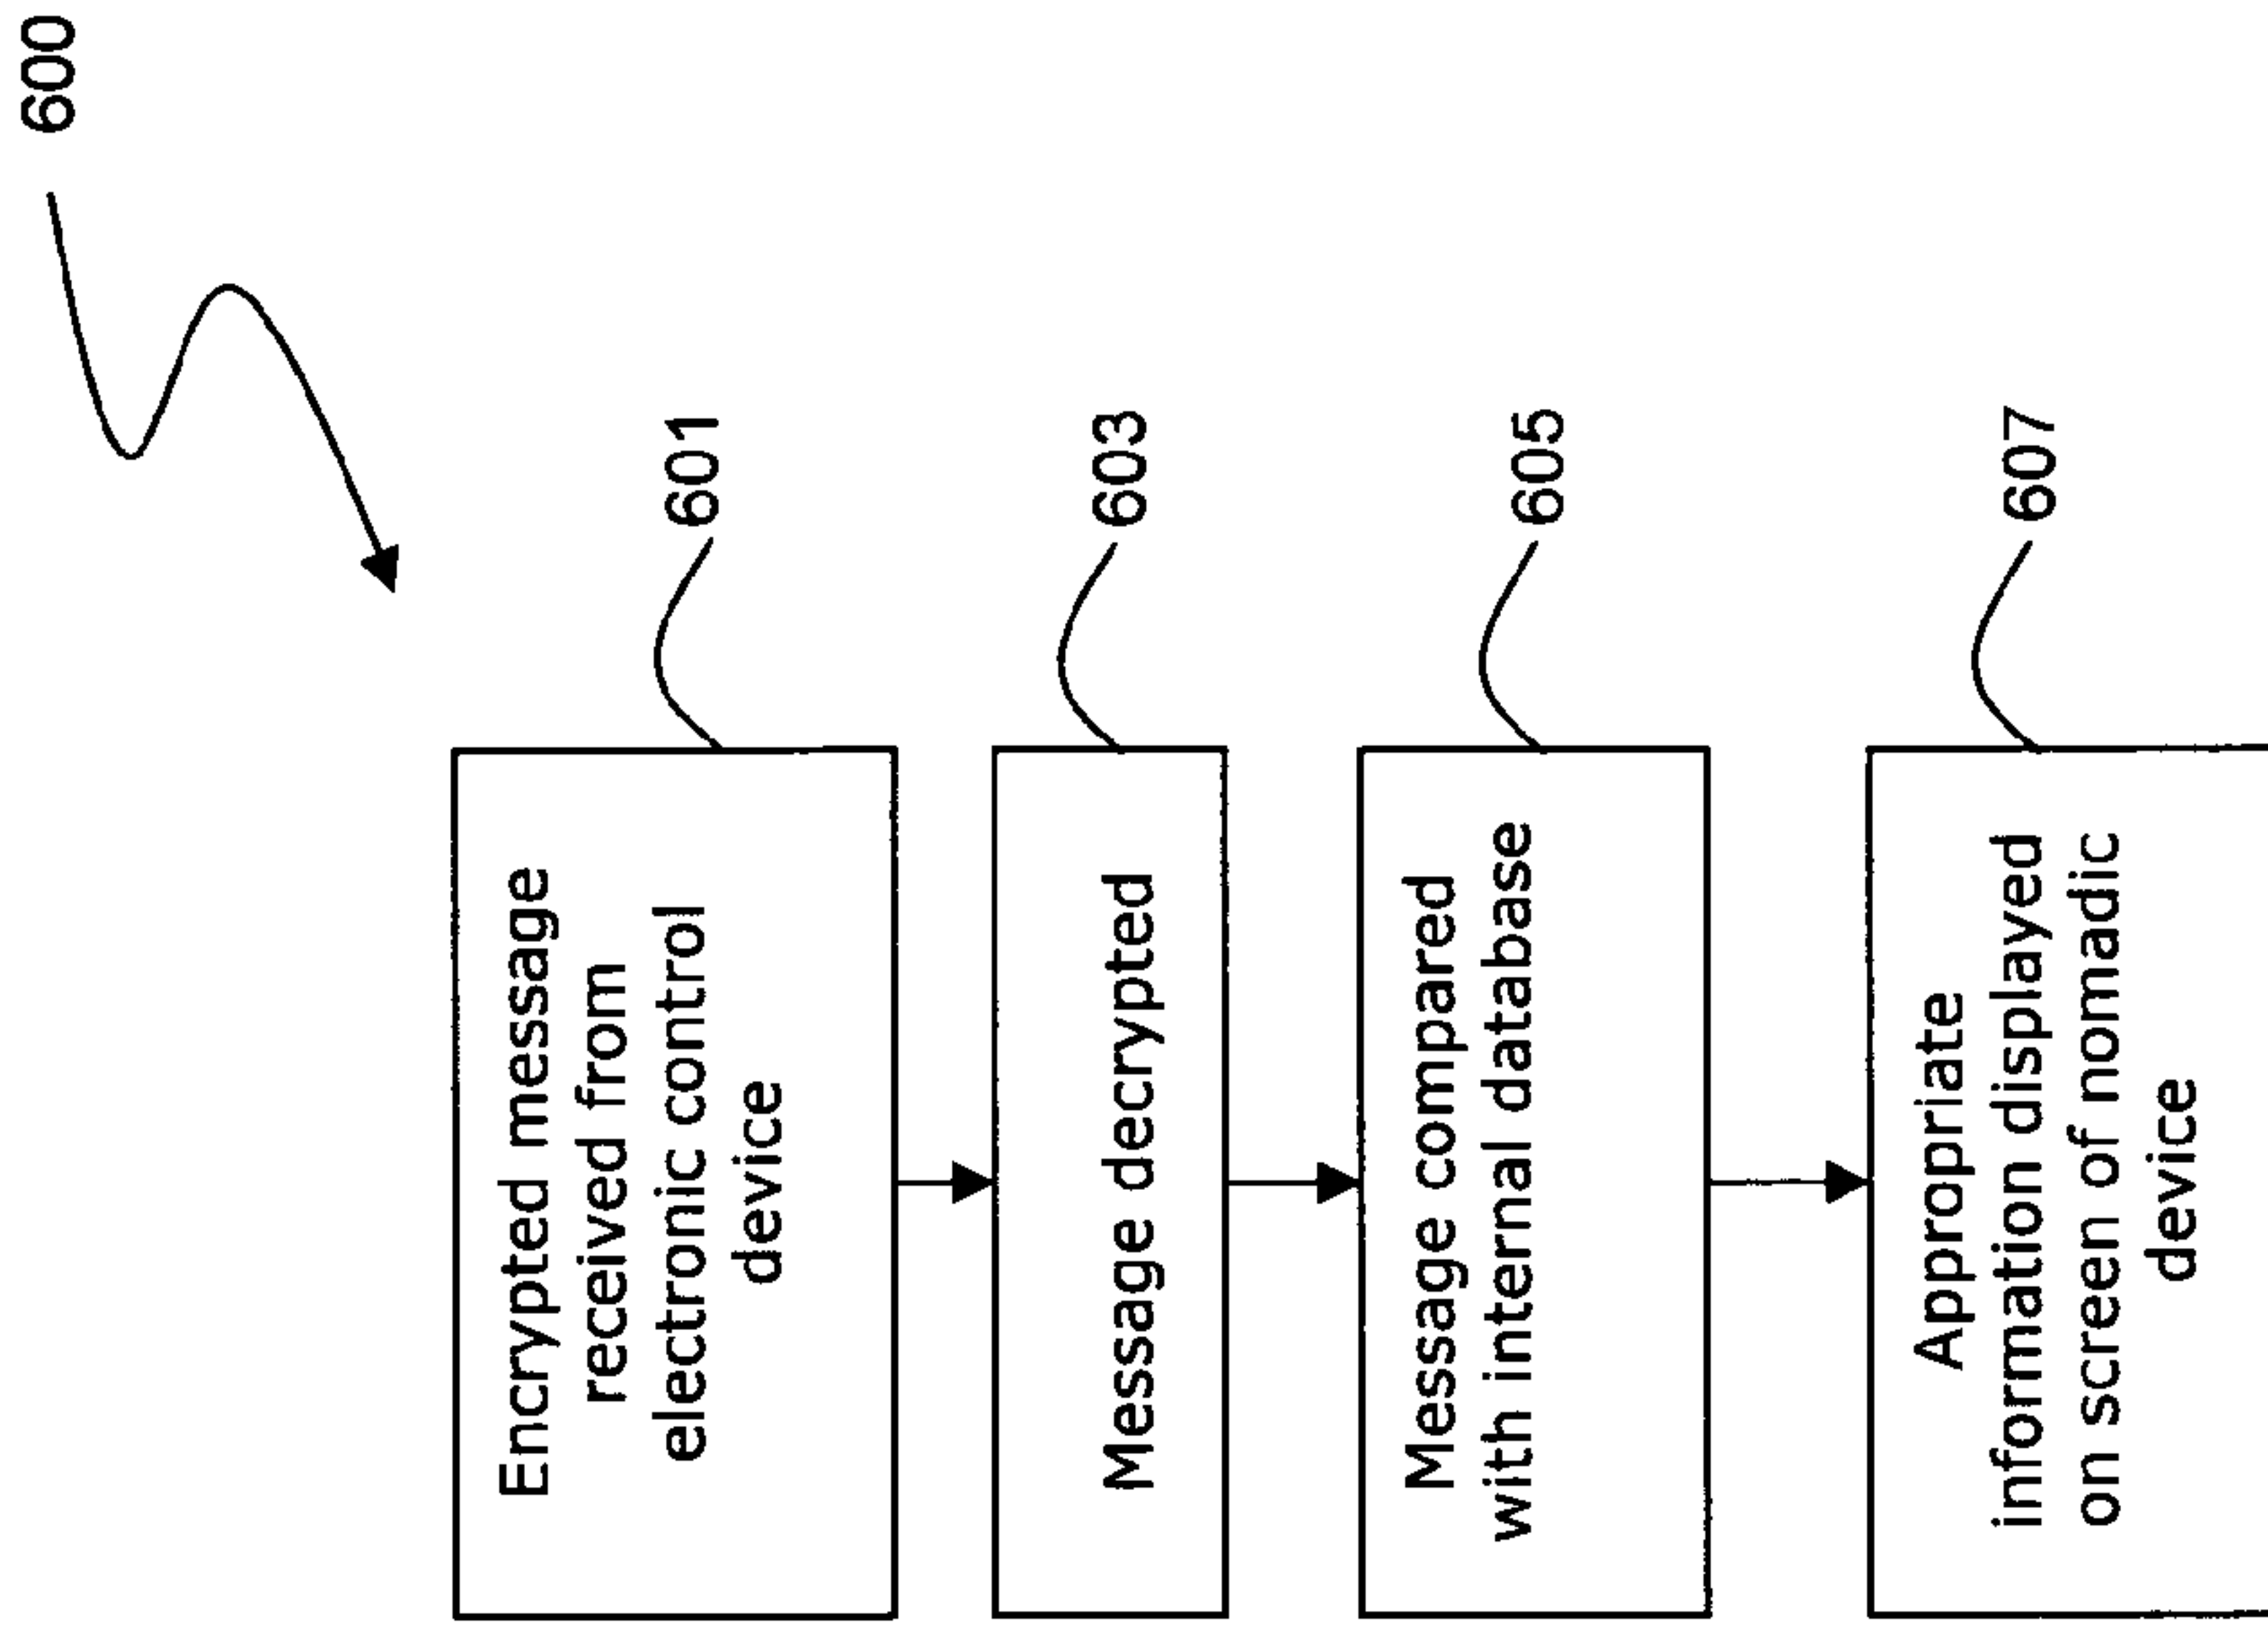 600
Encrypted message
received from
electronic control
device
601
Message decrypted
603
Message compared
with internal database
605
Appropriate
information displayed
on screen of nomadic
device
607